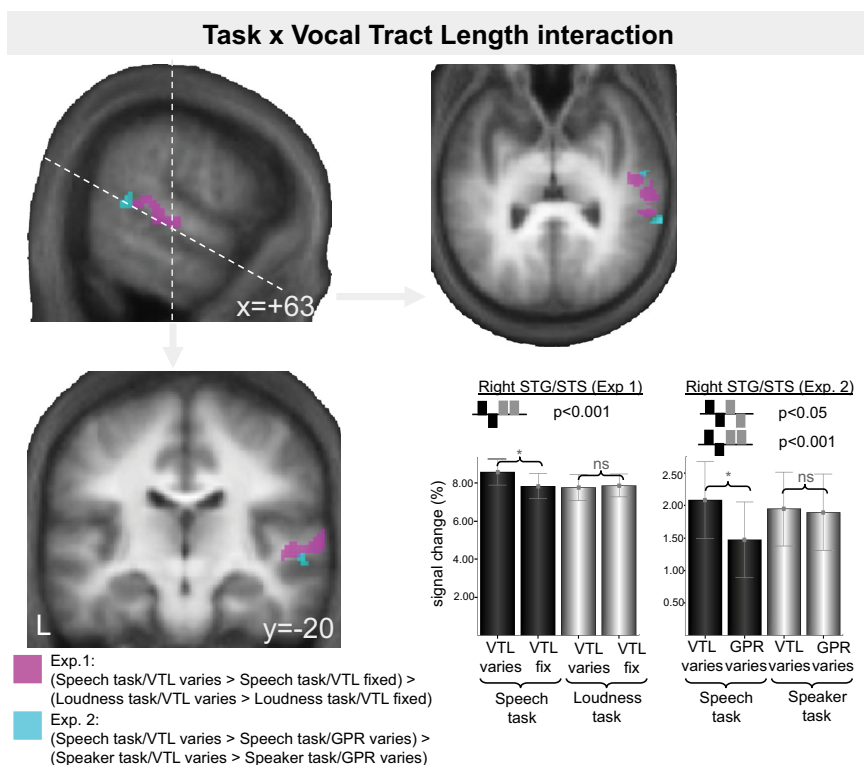 Task x Vocal Tract Length interaction
x=+63
L
y=-20
Exp.1:
(Speech task/VTL varies > Speech task/VTL fixed) >
(Loudness task/VTL varies > Loudness task/VTL fixed)
Exp. 2:
(Speech task/VTL varies > Speech task/GPR varies) >
(Speaker task/VTL varies > Speaker task/GPR varies)
Right STG/STS (Exp 1)
p<0.001
* ns
signal change (%)
8.00
6.00
4.00
2.00
VTL varies
VTL fix
VTL varies
VTL fix
Speech task
Loudness task
Right STG/STS (Exp. 2)
p<0.05
p<0.001
* ns
2.50
2.00
1.50
1.00
0.50
VTL varies
GPR varies
VTL varies
GPR varies
Speech task
Speaker task